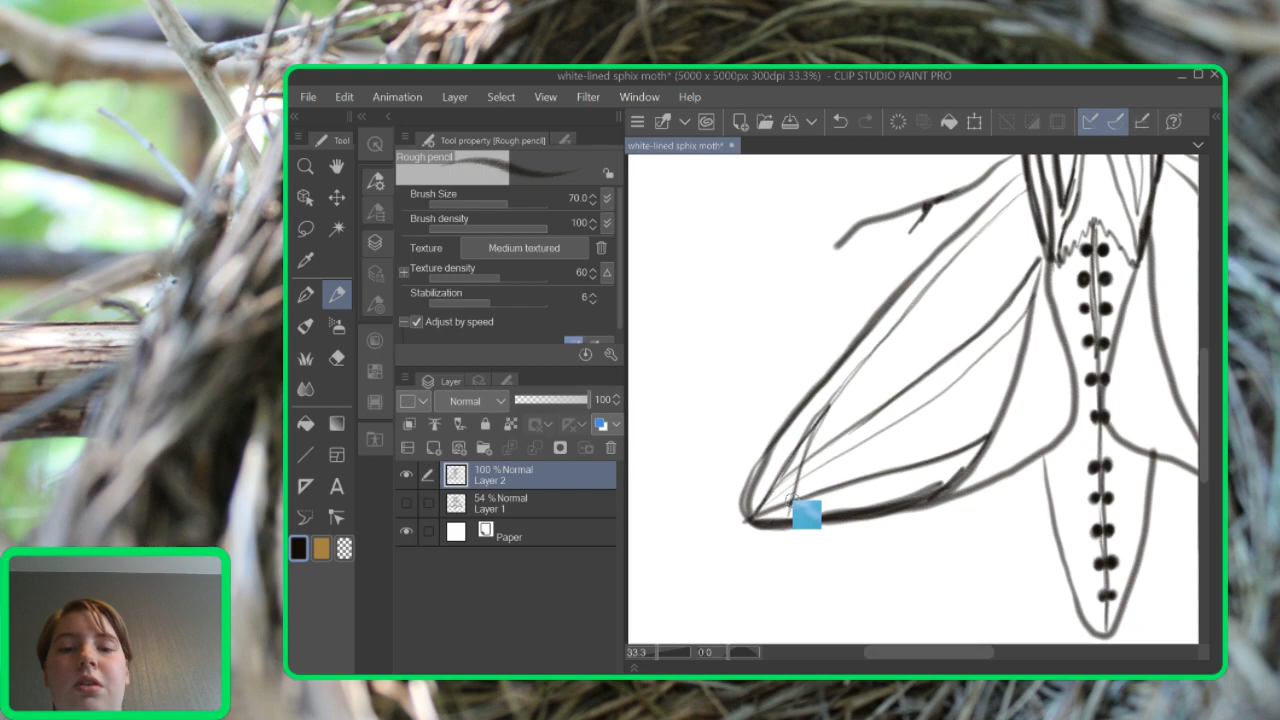 white-lined sphix moth* (5000 x 5000px 300dpi 33.3%) - CLIP STUDIO PAINT PRO
File Edit Animation Layer Select View Filter Window Help
Tool
Tool property [Rough pencil]
white-lined sphix moth*
Rough pencil
Brush Size 70.0
Brush density 100
Texture Medium textured
Texture density 60
Stabilization 6
Adjust by speed
Layer
Normal 100
100 % Normal
Layer 2
54 % Normal
Layer 1
Paper
A
33.3 0.0